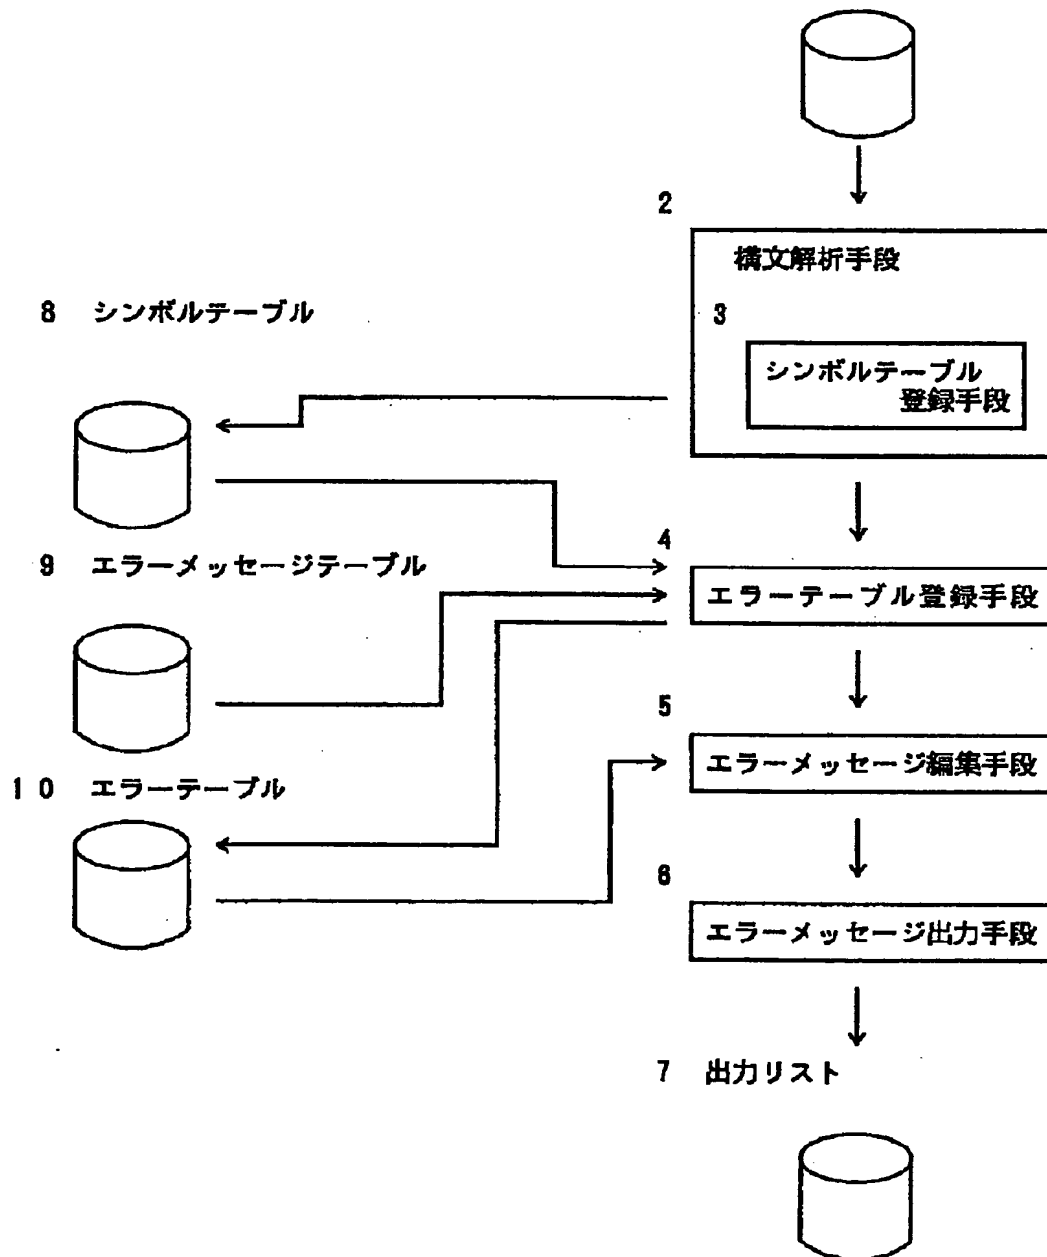 2
構文解析手段
8 シンボルテーブル
3
シンボルテーブル
登録手段
4
9 エラーメッセージテーブル
エラーテーブル登録手段
5
エラーメッセージ編集手段
10 エラーテーブル
6
エラーメッセージ出力手段
7 出力リスト